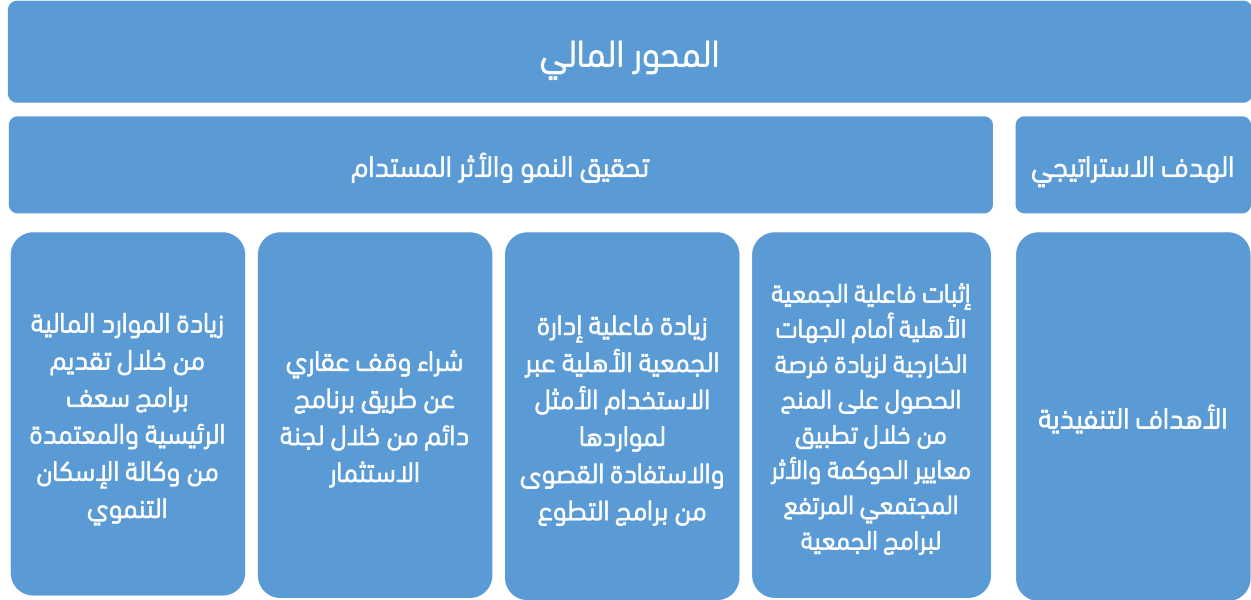 المحور المالي
الهدف الاستراتيجي
تحقيق النمو والأثر المستدام
الأهداف التنفيذية
إثبات فاعلية الجمعية
الأهلية أمام الجهات
الخارجية لزيادة فرصة
الحصول على المنح
من خلال تطبيق
معايير الحوكمة والأثر
المجتمعي المرتفع
لبرامج الجمعية
زيادة فاعلية إدارة
الجمعية الأهلية عبر
الاستخدام الأمثل
لمواردها
والاستفادة القصوى
من برامج التطوع
شراء وقف عقاري
عن طريق برنامج
دائم من خلال لجنة
الاستثمار
زيادة الموارد المالية
من خلال تقديم
برامج سعف
الرئيسية والمعتمدة
من وكالة الإسكان
التنموي